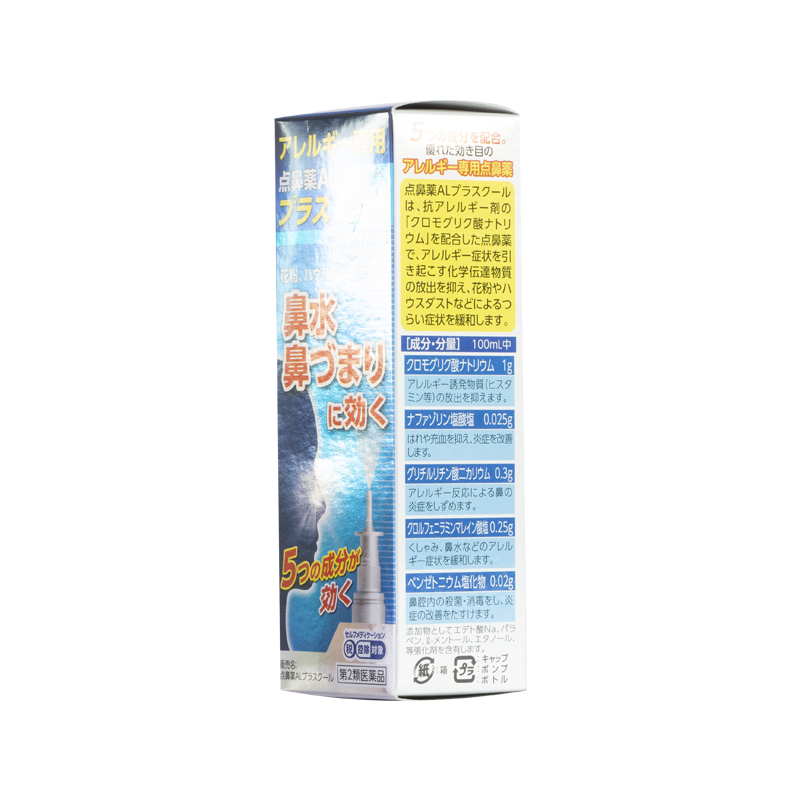 アレルギー専用
点鼻薬AL
プラス
花粉、ハウ
鼻水
鼻づまり
に効く
5つの成分が
効く
セルフメディケーション
税 控除 対象
販売名:
点鼻薬ALプラスクール
第2類医薬品
5つの成分を配合。
優れた効き目の
アレルギー専用点鼻薬
点鼻薬ALプラスクール
は、抗アレルギー剤の
「クロモグリク酸ナトリ
ウム」を配合した点鼻薬
で、アレルギー症状を引
き起こす化学伝達物質
の放出を抑え、花粉やハ
ウスダストなどによるつ
らい症状を緩和します。
[成分・分量] 100mL中
クロモグリク酸ナトリウム 1g
アレルギー誘発物質(ヒスタ
ミン等)の放出を抑えます。
ナファゾリン塩酸塩 0.025g
はれや充血を抑え、炎症を改善
します。
グリチルリチン酸二カリウム 0.3g
アレルギー反応による鼻の
炎症をしずめます。
クロルフェニラミンマレイン酸塩 0.25g
くしゃみ、鼻水などのアレル
ギー症状を緩和します。
ベンゼトニウム塩化物 0.02g
鼻腔内の殺菌・消毒をし、炎
症の改善をたすけます。
添加物としてエデト酸Na、パラ
ベン、ℓ-メントール、エタノール、
等張化剤を含有します。
紙 :箱
プラ :キャップ
ポンプ
ボトル